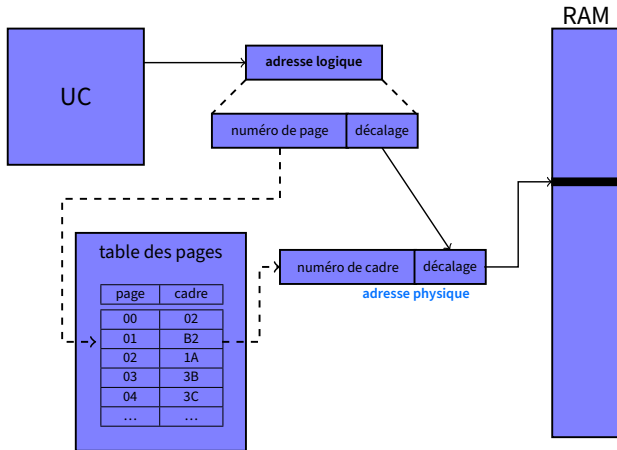 RAM
UC
adresse logique
numéro de page décalage
table des pages
numéro de cadre décalage
adresse physique
page cadre
00 02
01 B2
02 1A
03 3B
04 3C
... ...